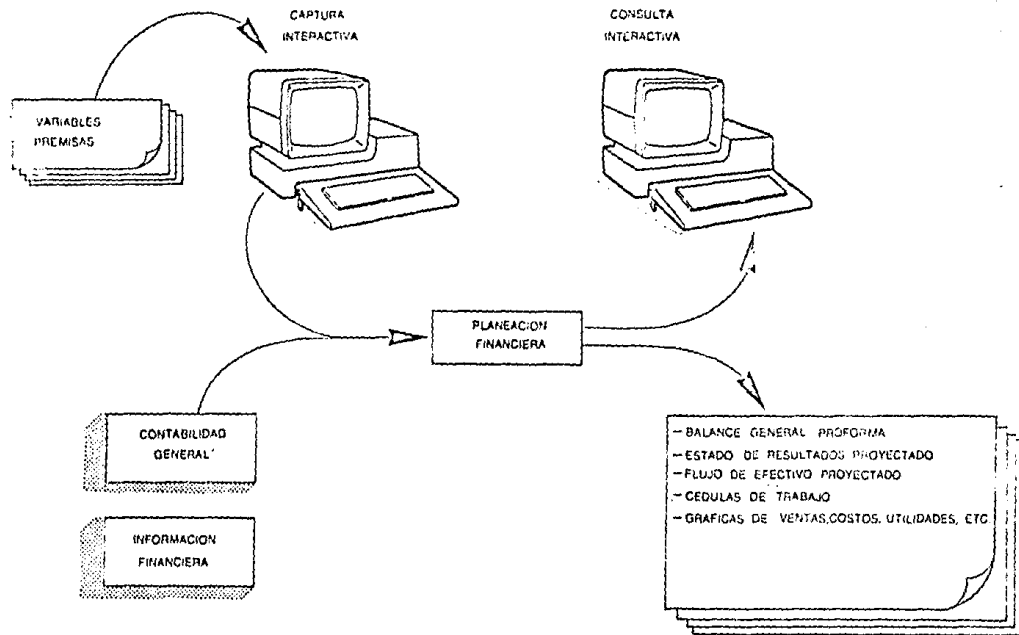 CAPTURA
INTERACTIVA
CONSULTA
INTERACTIVA
VARIABLES
PREMISAS
PLANEACION
FINANCIERA
CONTABILIDAD
GENERAL
INFORMACION
FINANCIERA
- BALANCE GENERAL PROFORMA
- ESTADO DE RESULTADOS PROYECTADO
- FLUJO DE EFECTIVO PROYECTADO
- CEDULAS DE TRABAJO
- GRAFICAS DE VENTAS, COSTOS, UTILIDADES, ETC